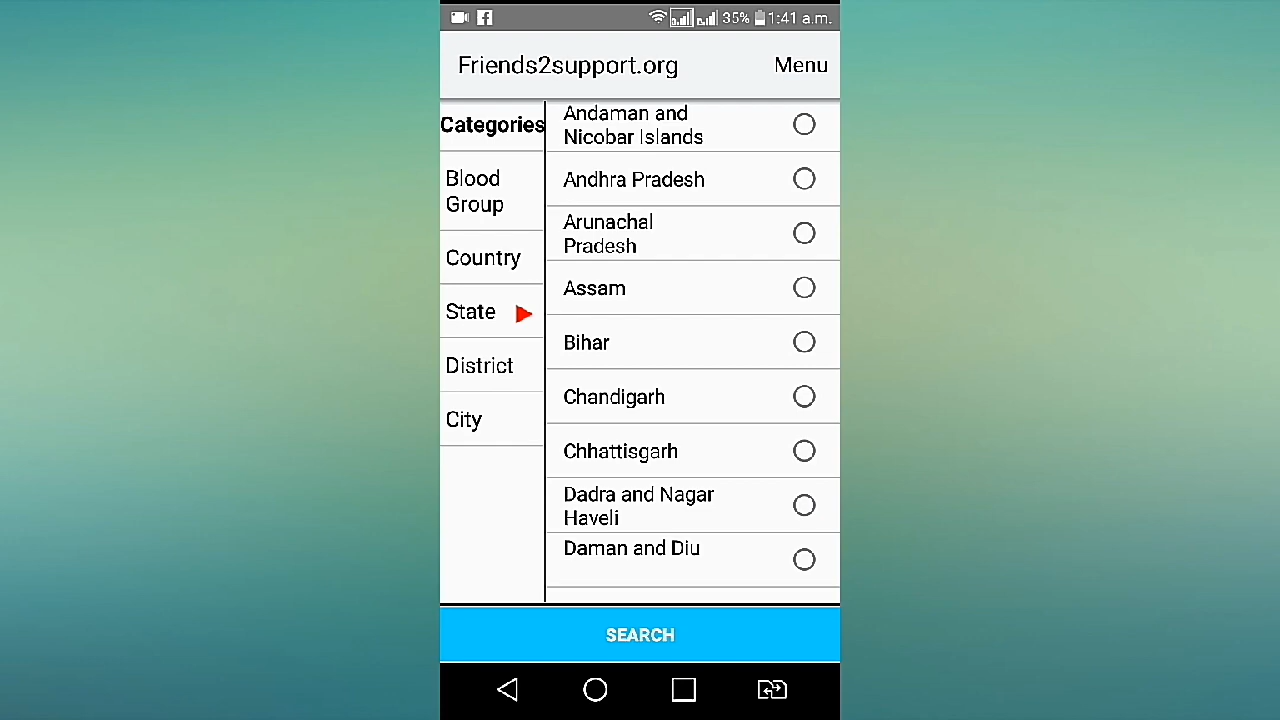 35% 1:41 a.m.
Friends2support.org Menu
Categories
Blood
Group
Country
State
District
City
Andaman and
Nicobar Islands
Andhra Pradesh
Arunachal
Pradesh
Assam
Bihar
Chandigarh
Chhattisgarh
Dadra and Nagar
Haveli
Daman and Diu
SEARCH